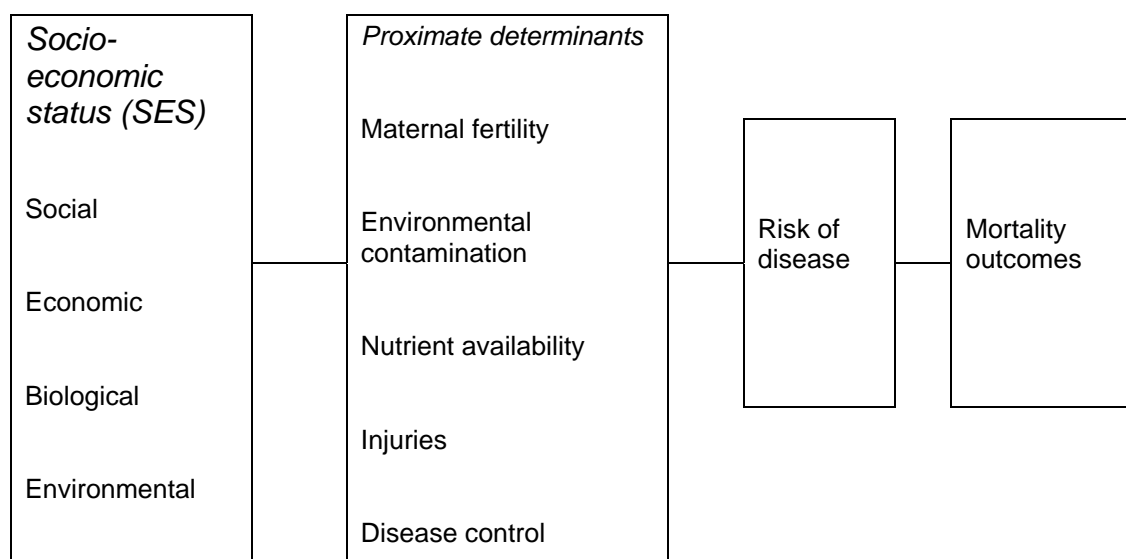 Socio-
economic
status (SES)
Social
Economic
Biological
Environmental
Proximate determinants
Maternal fertility
Environmental
contamination
Nutrient availability
Injuries
Disease control
Risk of
disease
Mortality
outcomes